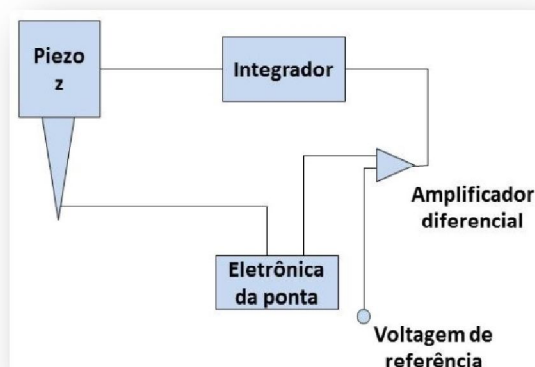 Piezo
z
Integrador
Amplificador
diferencial
Eletrônica
da ponta
Voltagem de
referência